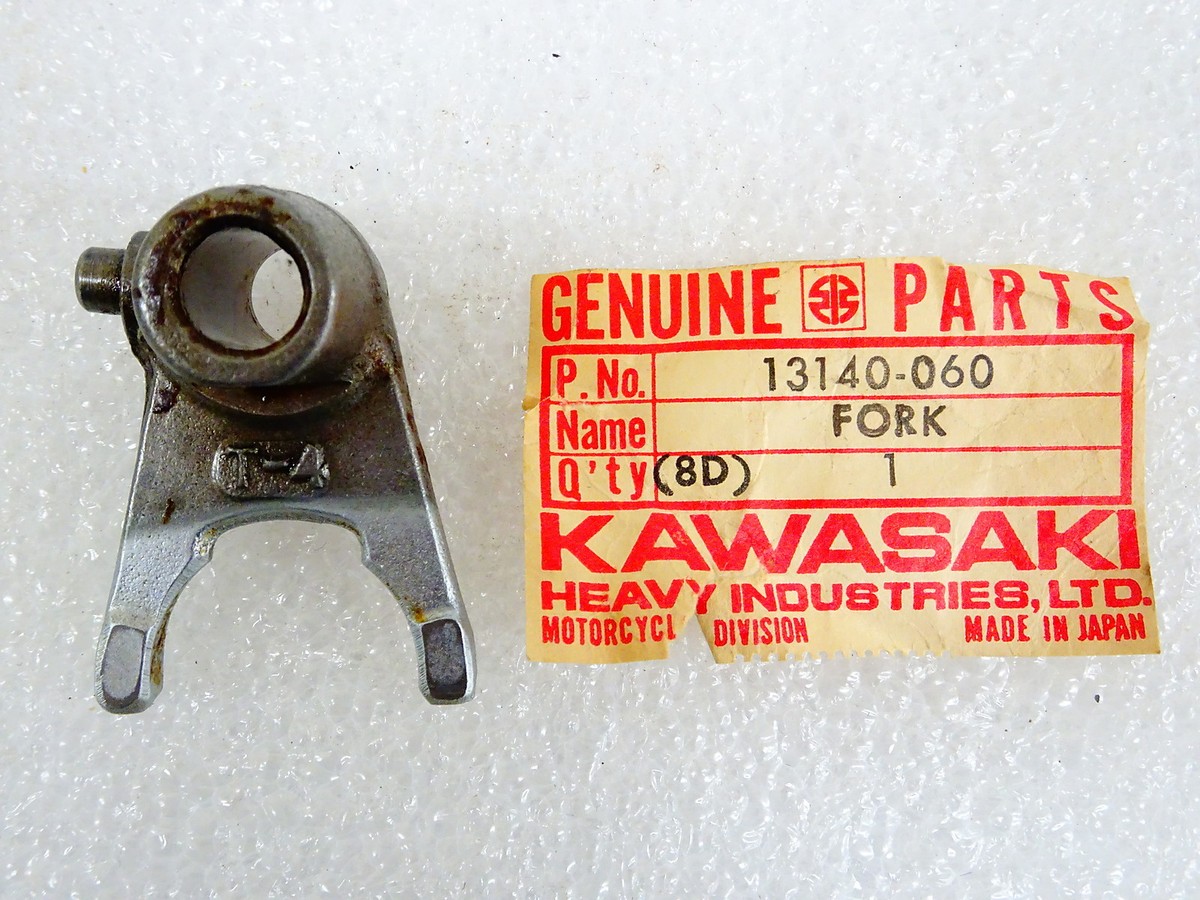 T-4
GENUINE PARTS
P. No. 13140-060
Name FORK
Q'ty (8D) 1
KAWASAKI
HEAVY INDUSTRIES, LTD.
MOTORCYCL DIVISION MADE IN JAPAN